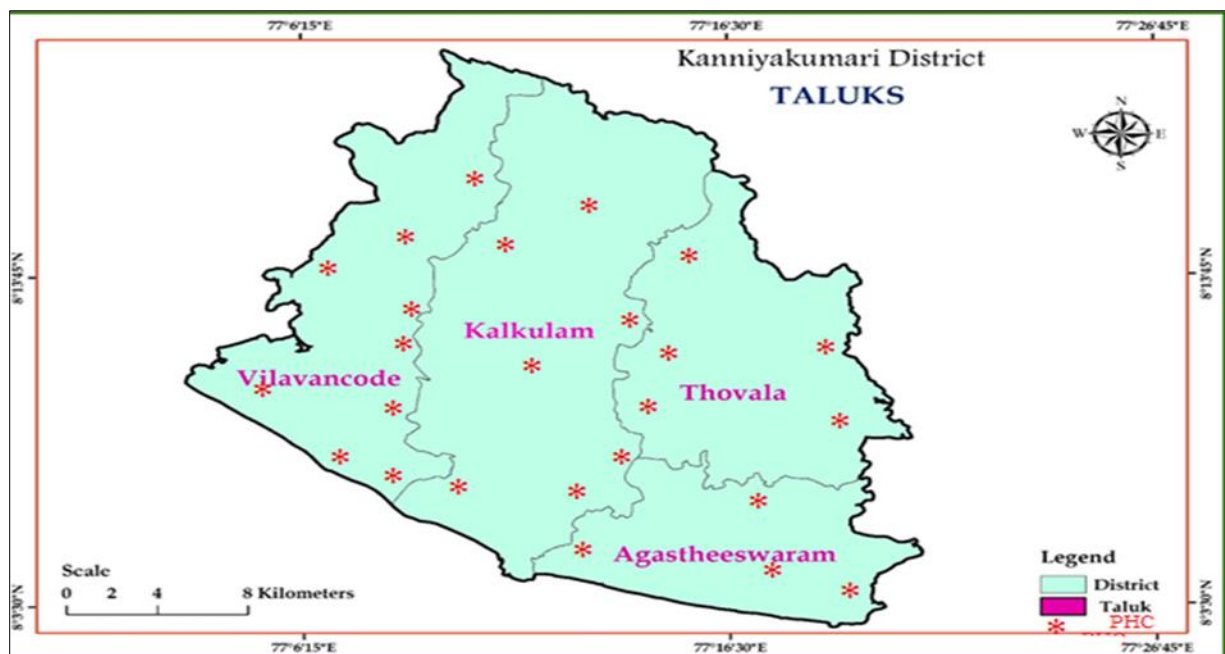 77°6'15"E 77°16'30"E 77°26'45"E
Kanniyakumari District
TALUKS
N
W E
S
8°13'45"N 8°13'45"N
Kalkulam
Vilavancode
Thovala
Agastheeswaram
Legend
District
Taluk
PHC
Scale
0 2 4 8 Kilometers
8°3'30"N 8°3'30"N
77°6'15"E 77°16'30"E 77°26'45"E